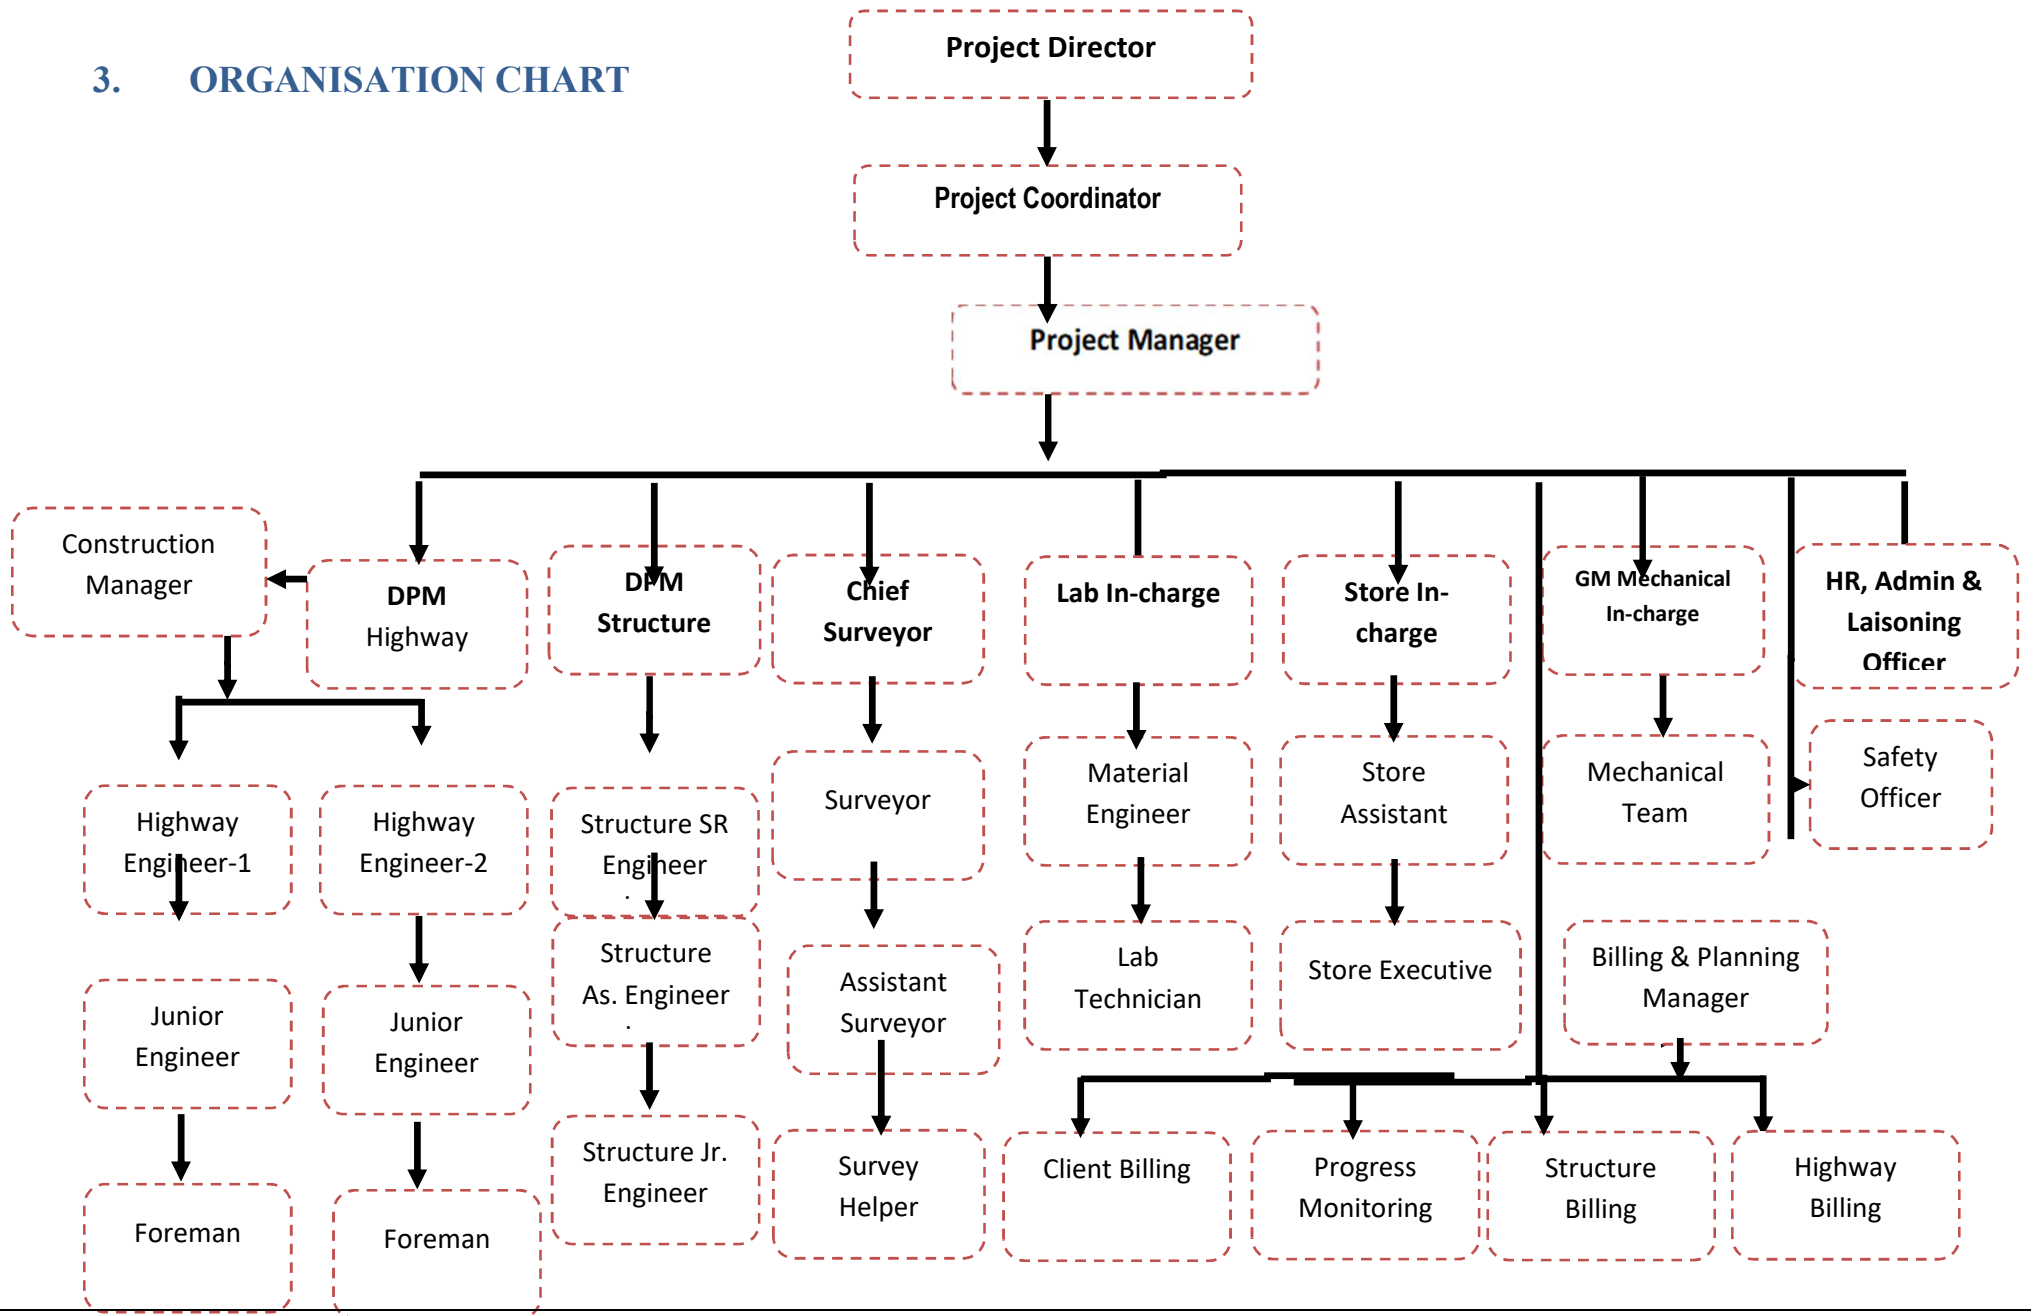 3. ORGANISATION CHART
Project Director
Project Coordinator
Project Manager
Construction
Manager
DPM
Highway
DPM
Structure
Chief
Surveyor
Lab In-charge
Store In-
charge
GM Mechanical
In-charge
HR, Admin &
Laisoning
Officer
Highway
Engineer-1
Highway
Engineer-2
Structure SR
Engineer
.
Surveyor
Material
Engineer
Store
Assistant
Mechanical
Team
Safety
Officer
Junior
Engineer
Junior
Engineer
Structure
As. Engineer
.
Assistant
Surveyor
Lab
Technician
Store Executive
Billing & Planning
Manager
Foreman
Foreman
Structure Jr.
Engineer
Survey
Helper
Client Billing
Progress
Monitoring
Structure
Billing
Highway
Billing